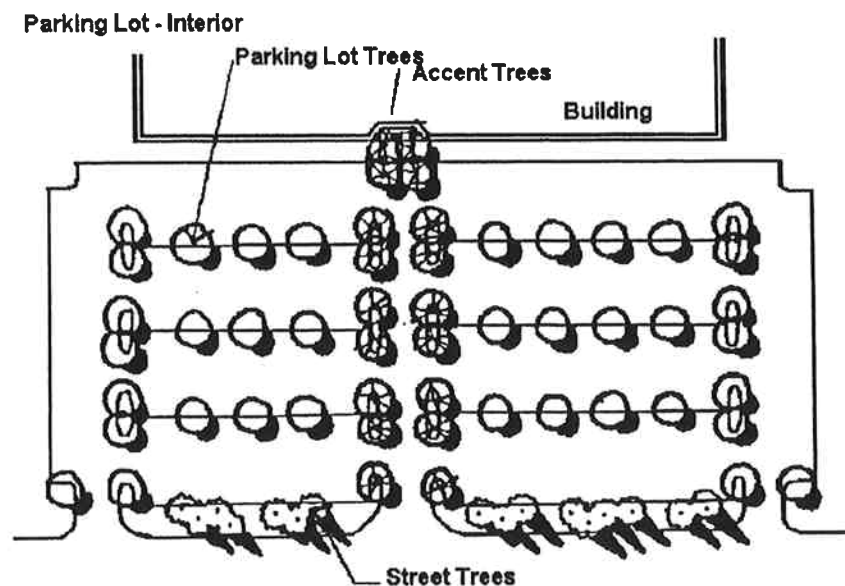 Parking Lot - Interior
Parking Lot Trees
Accent Trees
Building
Street Trees